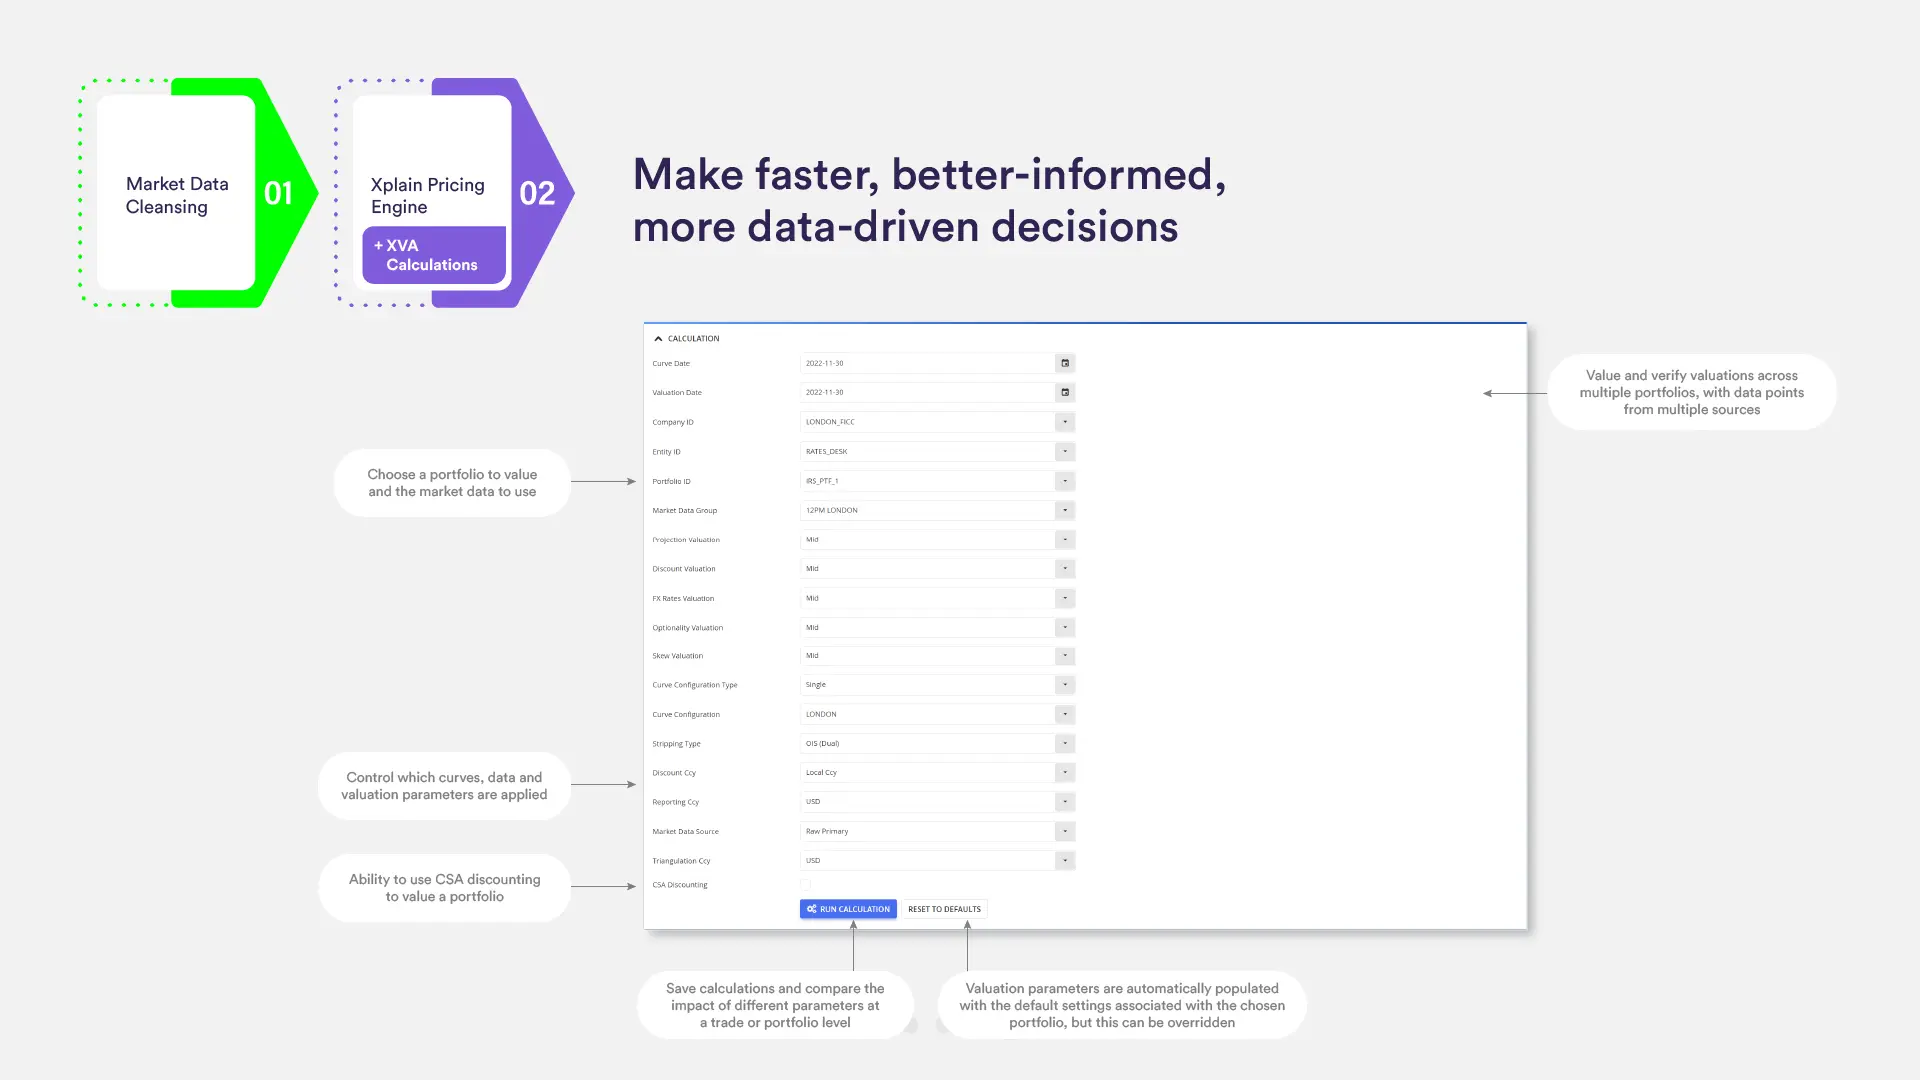 Market Data
Cleansing
01
Xplain Pricing
Engine
+ XVA
Calculations
02
Make faster, better-informed,
more data-driven decisions
CALCULATION
Curve Date
2022-11-30
Valuation Date
2022-11-30
Company ID
LONDON_FICC
Entity ID
RATES_DESK
Portfolio ID
IRS_PTF_1
Market Data Group
12PM LONDON
Projection Valuation
Mid
Discount Valuation
Mid
FX Rates Valuation
Mid
Optionality Valuation
Mid
Skew Valuation
Mid
Curve Configuration Type
Single
Curve Configuration
LONDON
Stripping Type
OIS (Dual)
Discount Ccy
Local Ccy
Reporting Ccy
USD
Market Data Source
Raw Primary
Triangulation Ccy
USD
CSA Discounting
RUN CALCULATION
RESET TO DEFAULTS
Value and verify valuations across
multiple portfolios, with data points
from multiple sources
Choose a portfolio to value
and the market data to use
Control which curves, data and
valuation parameters are applied
Ability to use CSA discounting
to value a portfolio
Save calculations and compare the
impact of different parameters at
a trade or portfolio level
Valuation parameters are automatically populated
with the default settings associated with the chosen
portfolio, but this can be overridden